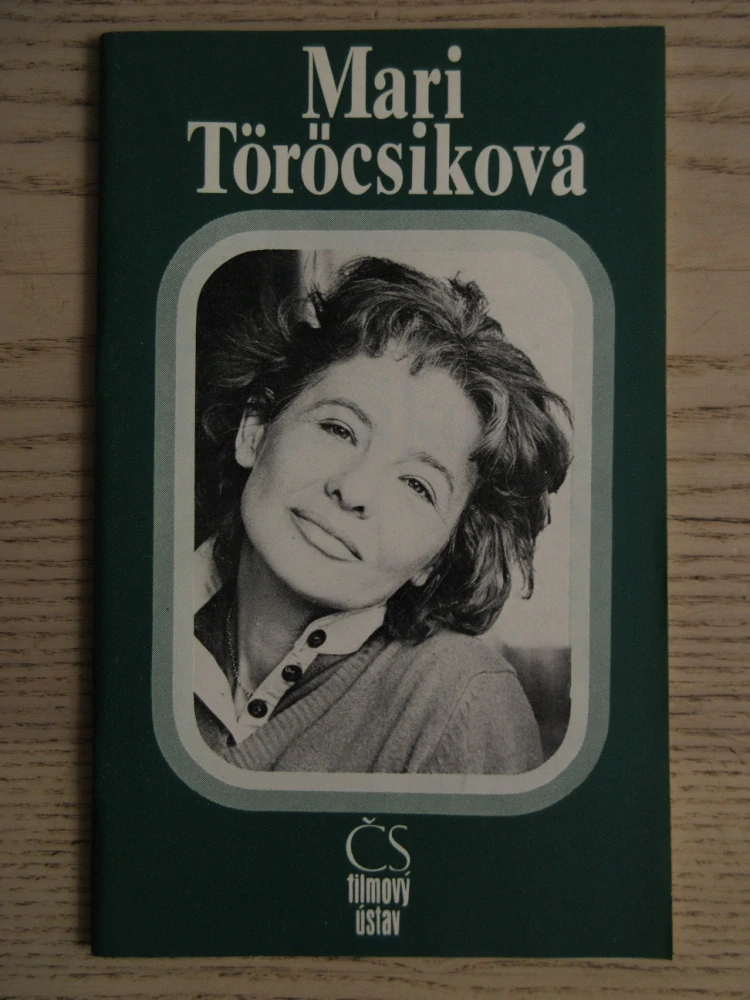 Mari
Töröcsiková
ČS
filmový
ústav